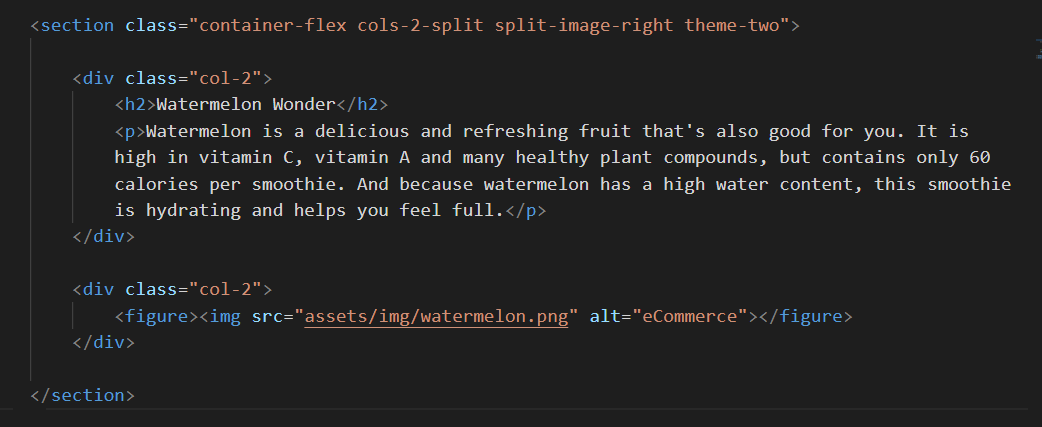 <section class="container-flex cols-2-split split-image-right theme-two">
<div class="col-2">
<h2>Watermelon Wonder</h2>
<p>Watermelon is a delicious and refreshing fruit that's also good for you. It is
high in vitamin C, vitamin A and many healthy plant compounds, but contains only 60
calories per smoothie. And because watermelon has a high water content, this smoothie
is hydrating and helps you feel full.</p>
</div>
<div class="col-2">
<figure><img src="assets/img/watermelon.png" alt="eCommerce"></figure>
</div>
</section>